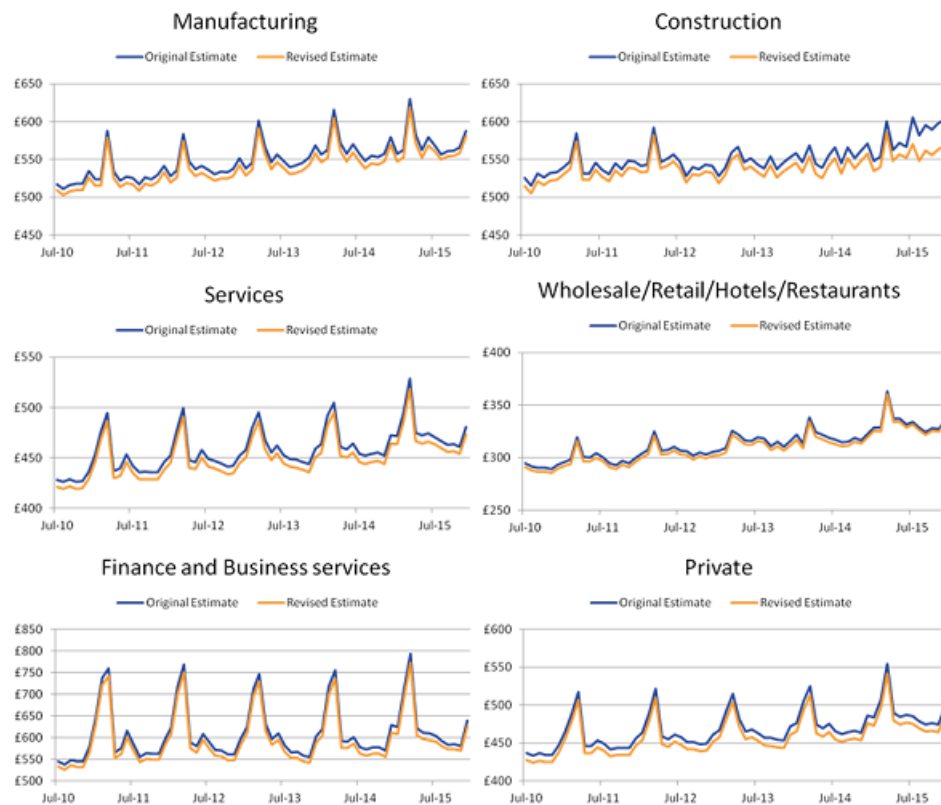 Manufacturing
Original Estimate Revised Estimate
£650
£600
£550
£500
£450
Jul-10 Jul-11 Jul-12 Jul-13 Jul-14 Jul-15
Construction
Original Estimate Revised Estimate
£650
£600
£550
£500
£450
Jul-10 Jul-11 Jul-12 Jul-13 Jul-14 Jul-15
Services
Original Estimate Revised Estimate
£550
£500
£450
£400
Jul-10 Jul-11 Jul-12 Jul-13 Jul-14 Jul-15
Wholesale/Retail/Hotels/Restaurants
Original Estimate Revised Estimate
£400
£350
£300
£250
Jul-10 Jul-11 Jul-12 Jul-13 Jul-14 Jul-15
Finance and Business services
Original Estimate Revised Estimate
£850
£800
£750
£700
£650
£600
£550
£500
Jul-10 Jul-11 Jul-12 Jul-13 Jul-14 Jul-15
Private
Original Estimate Revised Estimate
£600
£550
£500
£450
£400
Jul-10 Jul-11 Jul-12 Jul-13 Jul-14 Jul-15